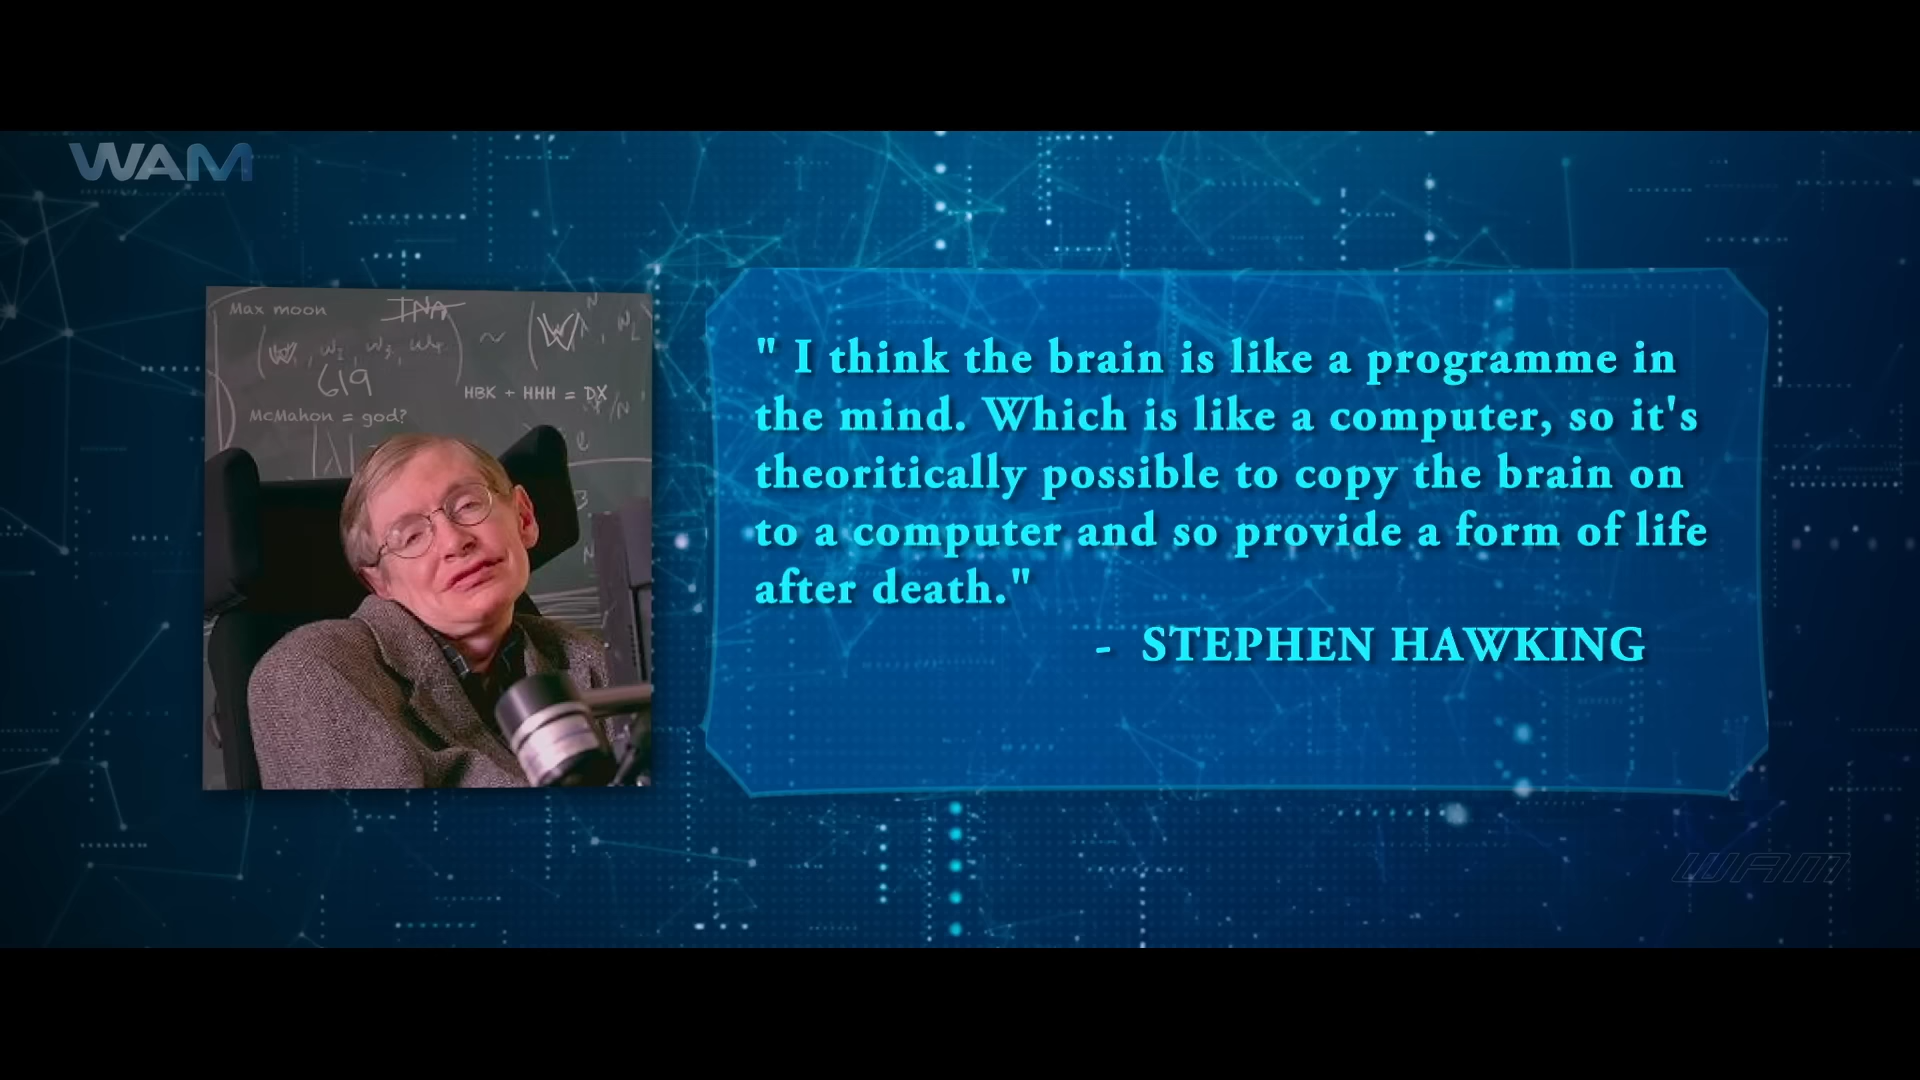 WAM
Max moon
INA
619
HBK + HHH = DX
McMahon = god?
" I think the brain is like a programme in
the mind. Which is like a computer, so it's
theoritically possible to copy the brain on
to a computer and so provide a form of life
after death."
- STEPHEN HAWKING
WAM